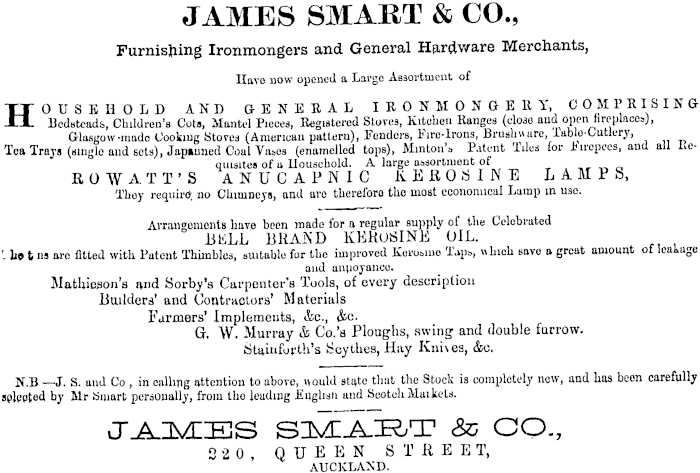 JAMES SMART & CO.,
Furnishing Ironmongers and General Hardware Merchants,
Have now opened a Large Assortment of
HOUSEHOLD AND GENERAL IRONMONGERY, COMPRISING
Bedsteads, Children's Cots, Mantel Pieces, Registered Stoves, Kitchen Ranges (close and open fireplaces),
Glasgow-made Cooking Stoves (American pattern), Fenders, Fire-Irons, Brushware, Table-Cutlery,
Tea Trays (single and sets), Japanned Coal Vases (enamelled tops), Minton's Patent Tiles for Firepces, and all Re-
quisites of a Household. A large assortment of
ROWATT'S ANUCAPNIC KEROSINE LAMPS,
They require no Chimneys, and are therefore the most economical Lamp in use.
Arrangements have been made for a regular supply of the Celebrated
BELL BRAND KEROSINE OIL.
are fitted with Patent Thimbles, suitable for the improved Kerosine Taps, which save a great amount of leakage
and annoyance.
Mathieson's and Sorby's Carpenter's Tools, of every description
Builders' and Contractors' Materials
Farmers' Implements, &c., &c.
G. W. Murray & Co.'s Ploughs, swing and double furrow.
Stainforth's Scythes, Hay Knives, &c.
N.B—J. S. and Co, in calling attention to above, would state that the Stock is completely new, and has been carefully
selected by Mr Smart personally, from the leading English and Scotch Markets.
JAMES SMART & CO.,
220, QUEEN STREET,
AUCKLAND.